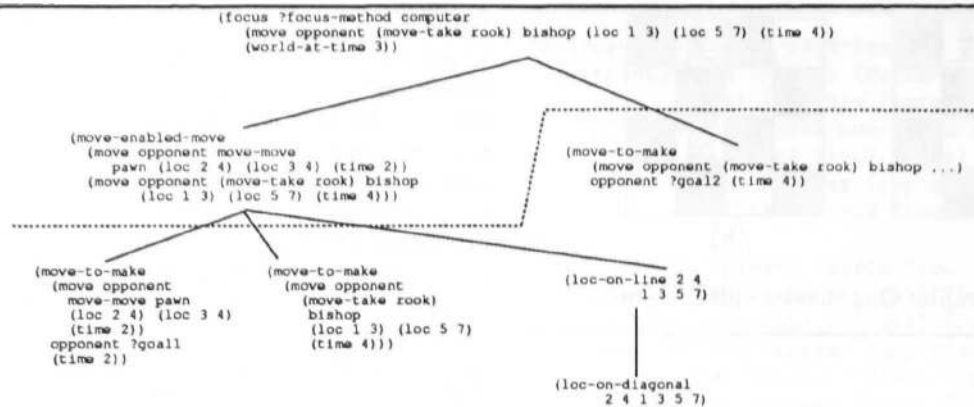 (focus ?focus-method computer
(move opponent (move-take rook) bishop (loc 1 3) (loc 5 7) (time 4))
(world-at-time 3))
(move-enabled-move
(move opponent move-move
pawn (loc 2 4) (loc 3 4) (time 2))
(move opponent (move-take rook) bishop
(loc 1 3) (loc 5 7) (time 4)))
(move-to-make
(move opponent (move-take rook) bishop ...)
opponent ?goal2 (time 4))
(move-to-make
(move opponent
move-move pawn
(loc 2 4) (loc 3 4)
(time 2))
opponent ?goal1
(time 2))
(move-to-make
(move opponent
(move-take rook)
bishop
(loc 1 3) (loc 5 7)
(time 4)))
(loc-on-line 2 4
1 3 5 7)
(loc-on-diagonal
2 4 1 3 5 7)